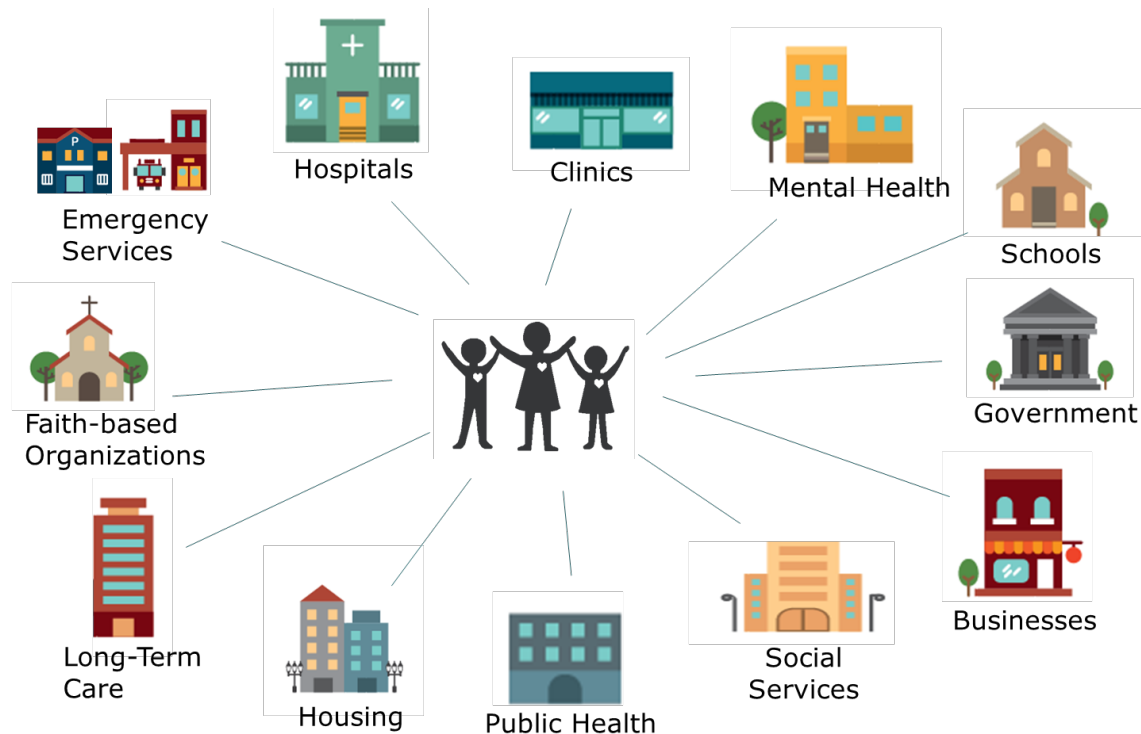 Hospitals
Clinics
Mental Health
P
Emergency
Services
Schools
Government
Faith-based
Organizations
Businesses
Long-Term
Care
Social
Services
Housing
Public Health